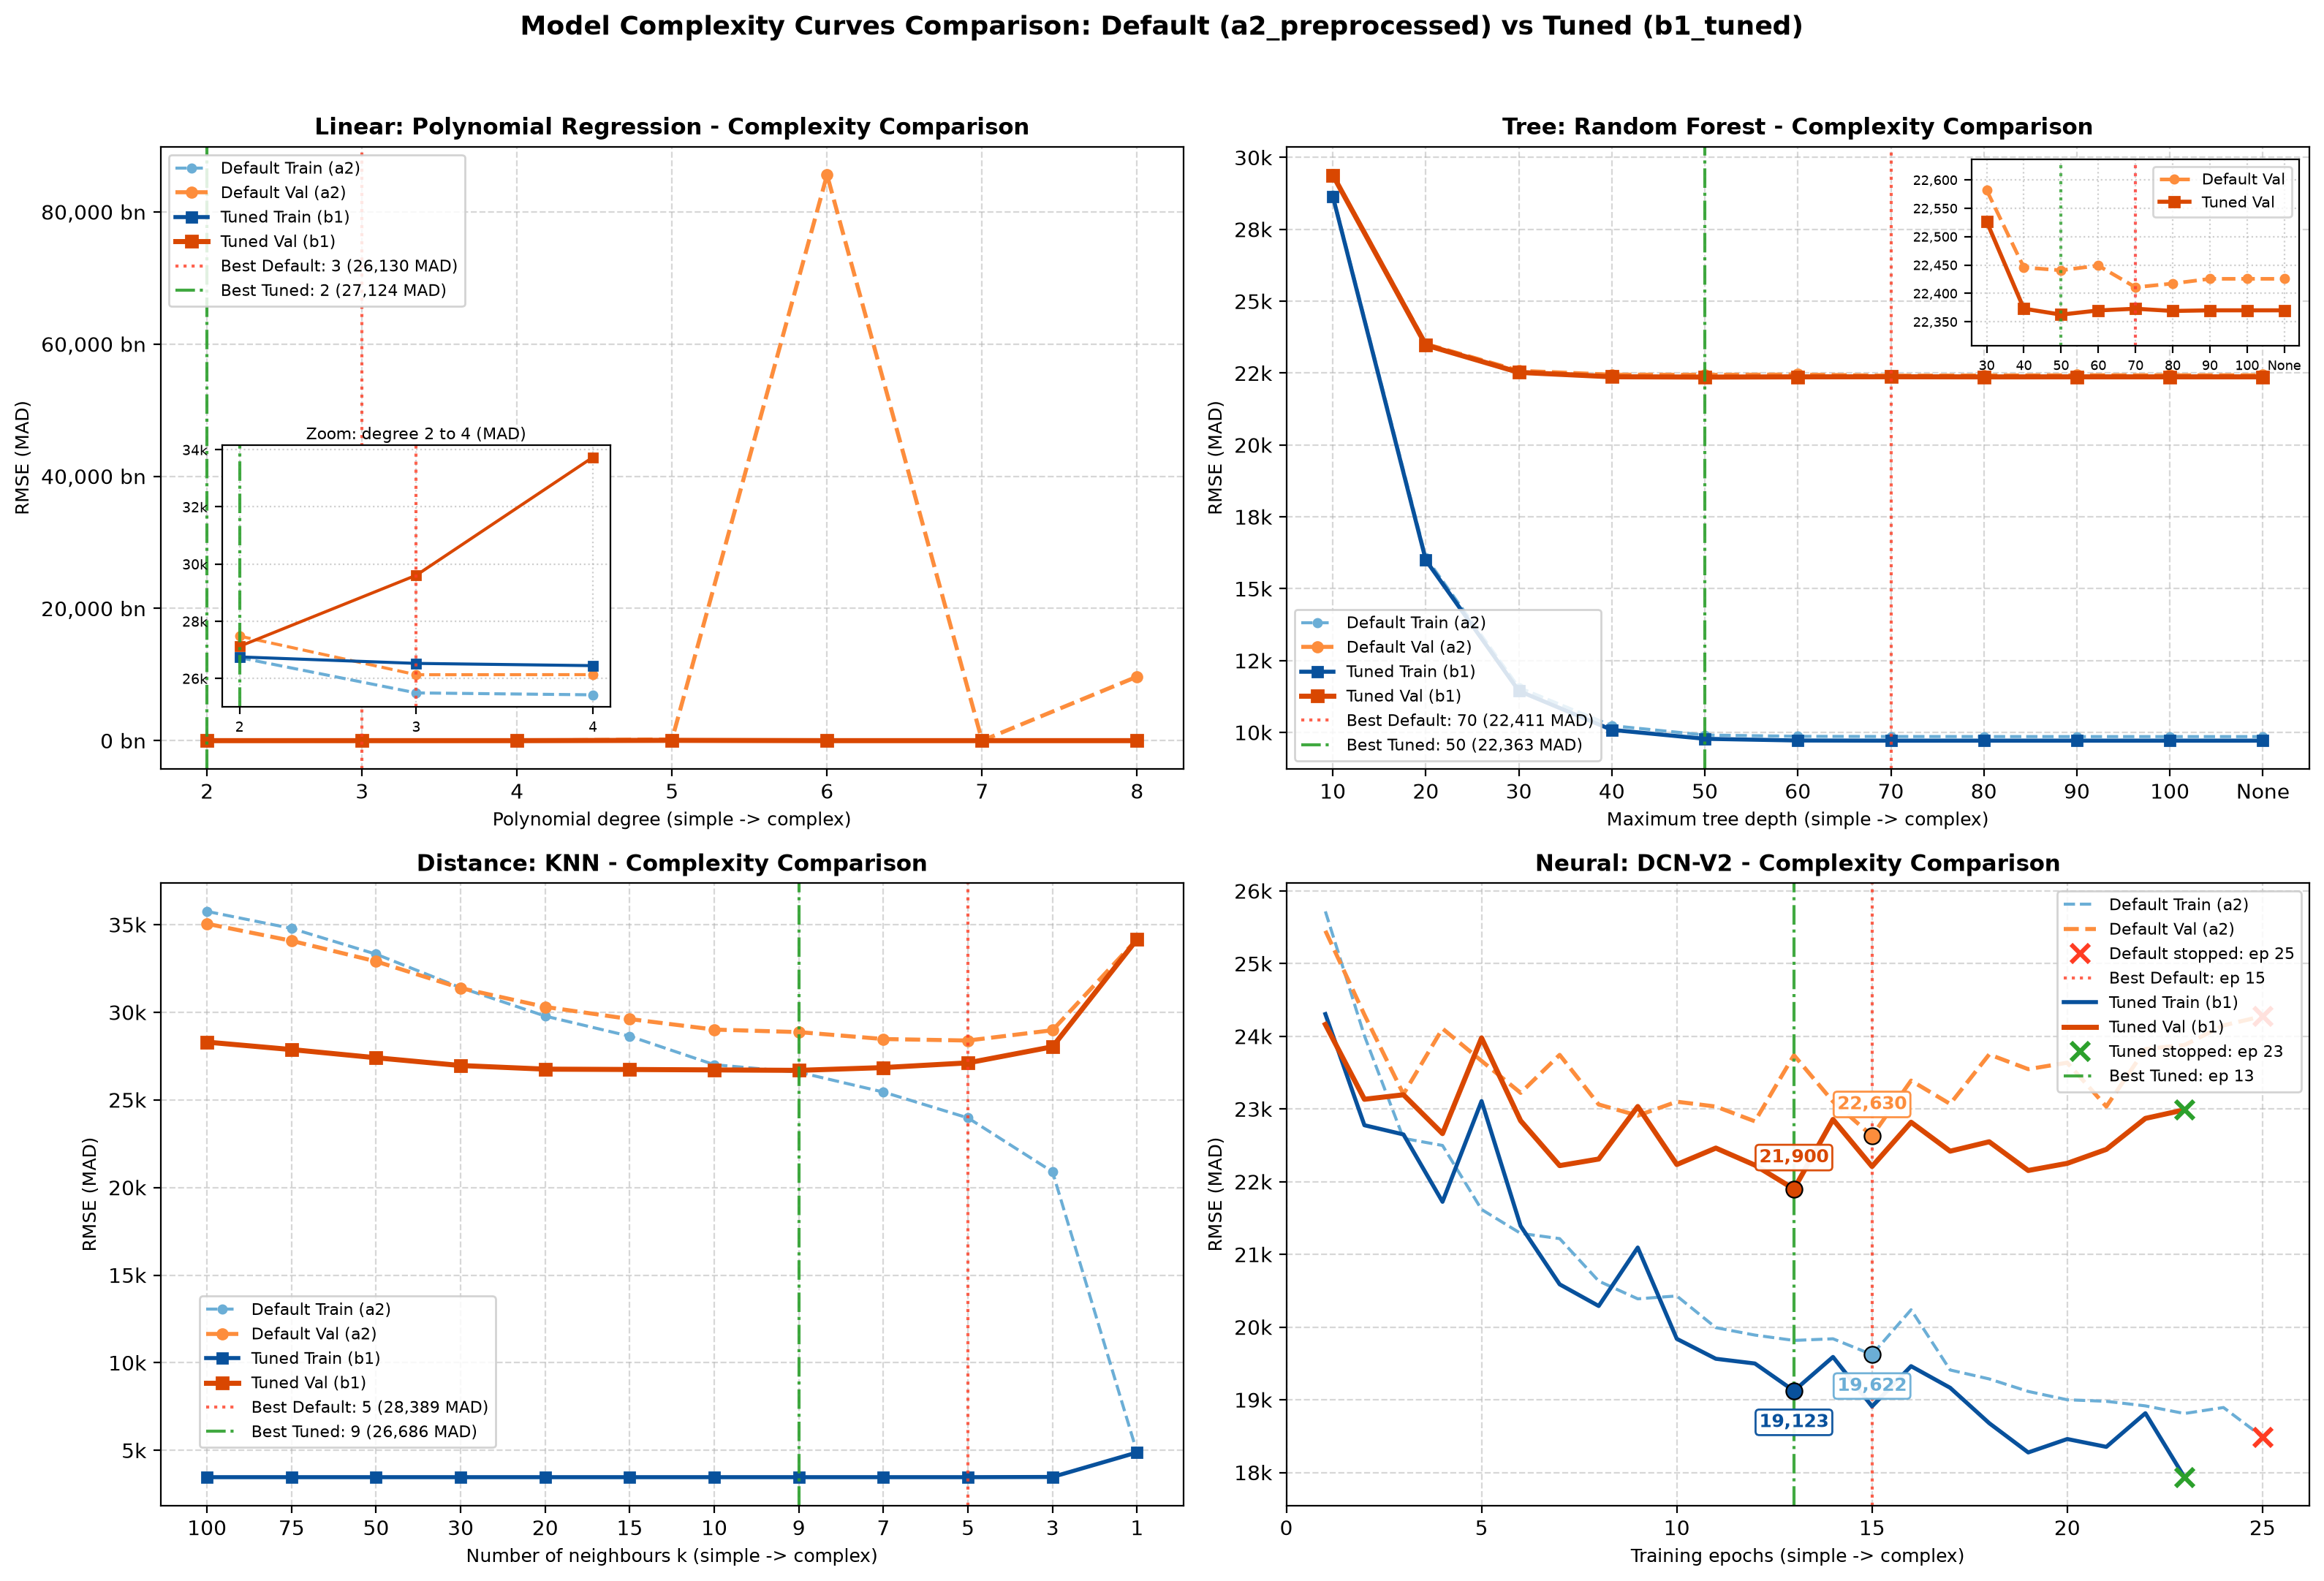 Model Complexity Curves Comparison: Default (a2_preprocessed) vs Tuned (b1_tuned)
Linear: Polynomial Regression - Complexity Comparison
RMSE (MAD)
80,000 bn
60,000 bn
40,000 bn
20,000 bn
0 bn
Default Train (a2)
Default Val (a2)
Tuned Train (b1)
Tuned Val (b1)
Best Default: 3 (26,130 MAD)
Best Tuned: 2 (27,124 MAD)
Zoom: degree 2 to 4 (MAD)
34k
32k
30k
28k
26k
2 3 4
2 3 4 5 6 7 8
Polynomial degree (simple -> complex)
Tree: Random Forest - Complexity Comparison
RMSE (MAD)
30k
28k
25k
22k
20k
18k
15k
12k
10k
22,600
22,550
22,500
22,450
22,400
22,350
Default Val
Tuned Val
30 40 50 60 70 80 90 100 None
Default Train (a2)
Default Val (a2)
Tuned Train (b1)
Tuned Val (b1)
Best Default: 70 (22,411 MAD)
Best Tuned: 50 (22,363 MAD)
10 20 30 40 50 60 70 80 90 100 None
Maximum tree depth (simple -> complex)
Distance: KNN - Complexity Comparison
RMSE (MAD)
35k
30k
25k
20k
15k
10k
5k
Default Train (a2)
Default Val (a2)
Tuned Train (b1)
Tuned Val (b1)
Best Default: 5 (28,389 MAD)
Best Tuned: 9 (26,686 MAD)
100 75 50 30 20 15 10 9 7 5 3 1
Number of neighbours k (simple -> complex)
Neural: DCN-V2 - Complexity Comparison
RMSE (MAD)
26k
25k
24k
23k
22k
21k
20k
19k
18k
Default Train (a2)
Default Val (a2)
Default stopped: ep 25
Best Default: ep 15
Tuned Train (b1)
Tuned Val (b1)
Tuned stopped: ep 23
Best Tuned: ep 13
22,630
21,900
19,622
19,123
0 5 10 15 20 25
Training epochs (simple -> complex)